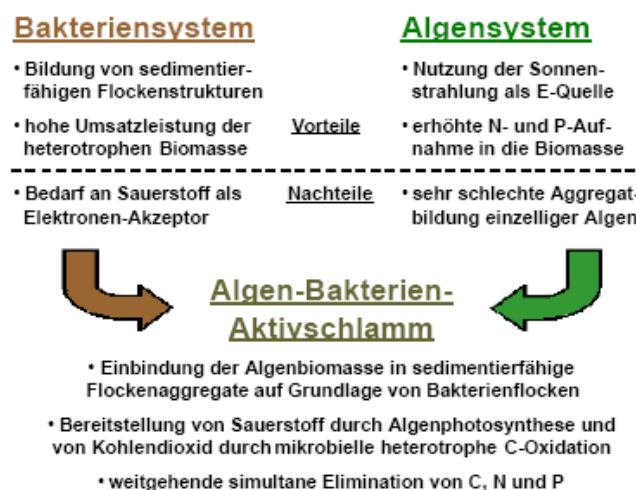 Bakteriensystem
Algensystem
• Bildung von sedimentier-
fähigen Flockenstrukturen
• Nutzung der Sonnen-
strahlung als E-Quelle
• hohe Umsatzleistung der
heterotrophen Biomasse
Vorteile
• erhöhte N- und P-Auf-
nahme in die Biomasse
• Bedarf an Sauerstoff als
Elektronen-Akzeptor
Nachteile
• sehr schlechte Aggregat-
bildung einzelliger Algen
Algen-Bakterien-
Aktivschlamm
• Einbindung der Algenbiomasse in sedimentierfähige
Flockenaggregate auf Grundlage von Bakterienflocken
• Bereitstellung von Sauerstoff durch Algenphotosynthese und
von Kohlendioxid durch mikrobielle heterotrophe C-Oxidation
• weitgehende simultane Elimination von C, N und P